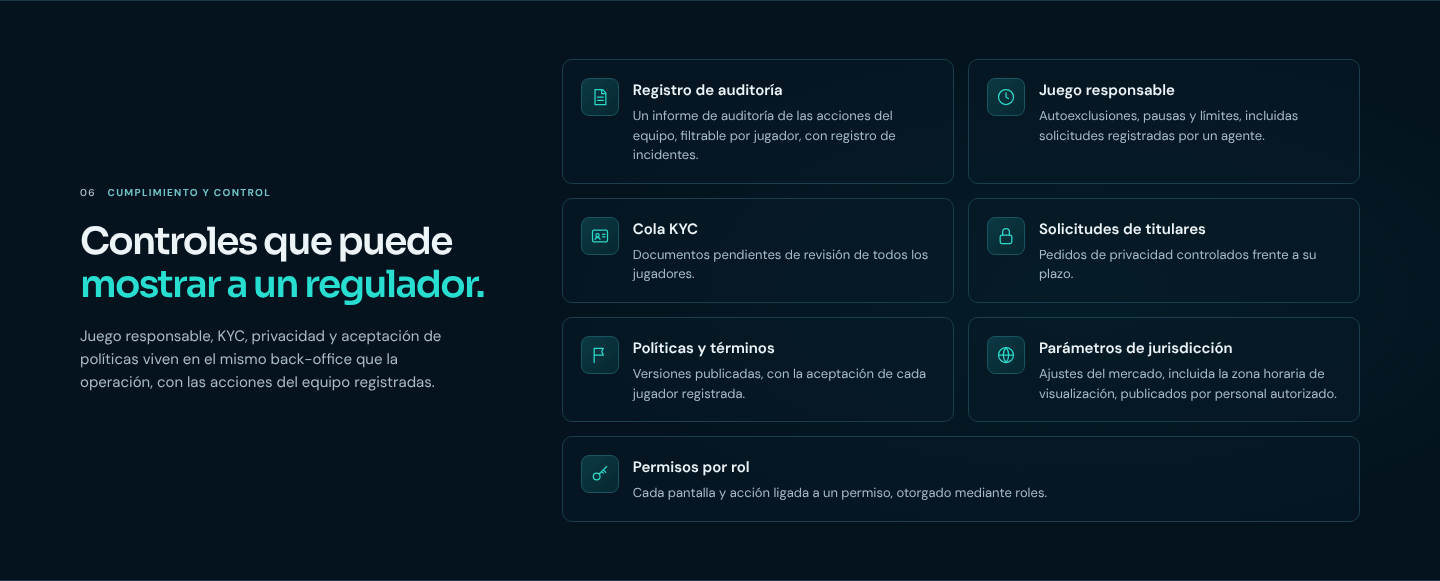 06 CUMPLIMIENTO Y CONTROL
Controles que puede
mostrar a un regulador.
Juego responsable, KYC, privacidad y aceptación de
políticas viven en el mismo back-office que la
operación, con las acciones del equipo registradas.
Registro de auditoría
Un informe de auditoría de las acciones del
equipo, filtrable por jugador, con registro de
incidentes.
Juego responsable
Autoexclusiones, pausas y límites, incluidas
solicitudes registradas por un agente.
Cola KYC
Documentos pendientes de revisión de todos los
jugadores.
Solicitudes de titulares
Pedidos de privacidad controlados frente a su
plazo.
Políticas y términos
Versiones publicadas, con la aceptación de cada
jugador registrada.
Parámetros de jurisdicción
Ajustes del mercado, incluida la zona horaria de
visualización, publicados por personal autorizado.
Permisos por rol
Cada pantalla y acción ligada a un permiso, otorgado mediante roles.